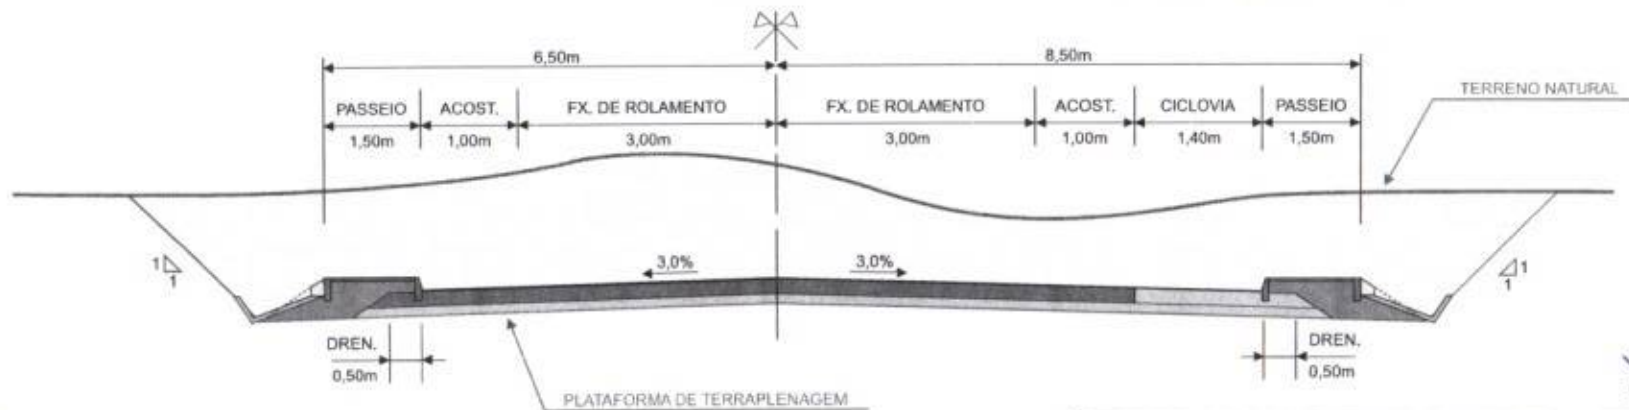 6,50m
8,50m
PASSEIO
ACOST.
FX. DE ROLAMENTO
FX. DE ROLAMENTO
ACOST.
CICLOVIA
PASSEIO
TERRENO NATURAL
1,50m
1,00m
3,00m
3,00m
1,00m
1,40m
1,50m
3,0%
3,0%
1
1
1
1
DREN.
0,50m
DREN.
0,50m
PLATAFORMA DE TERRAPLENAGEM